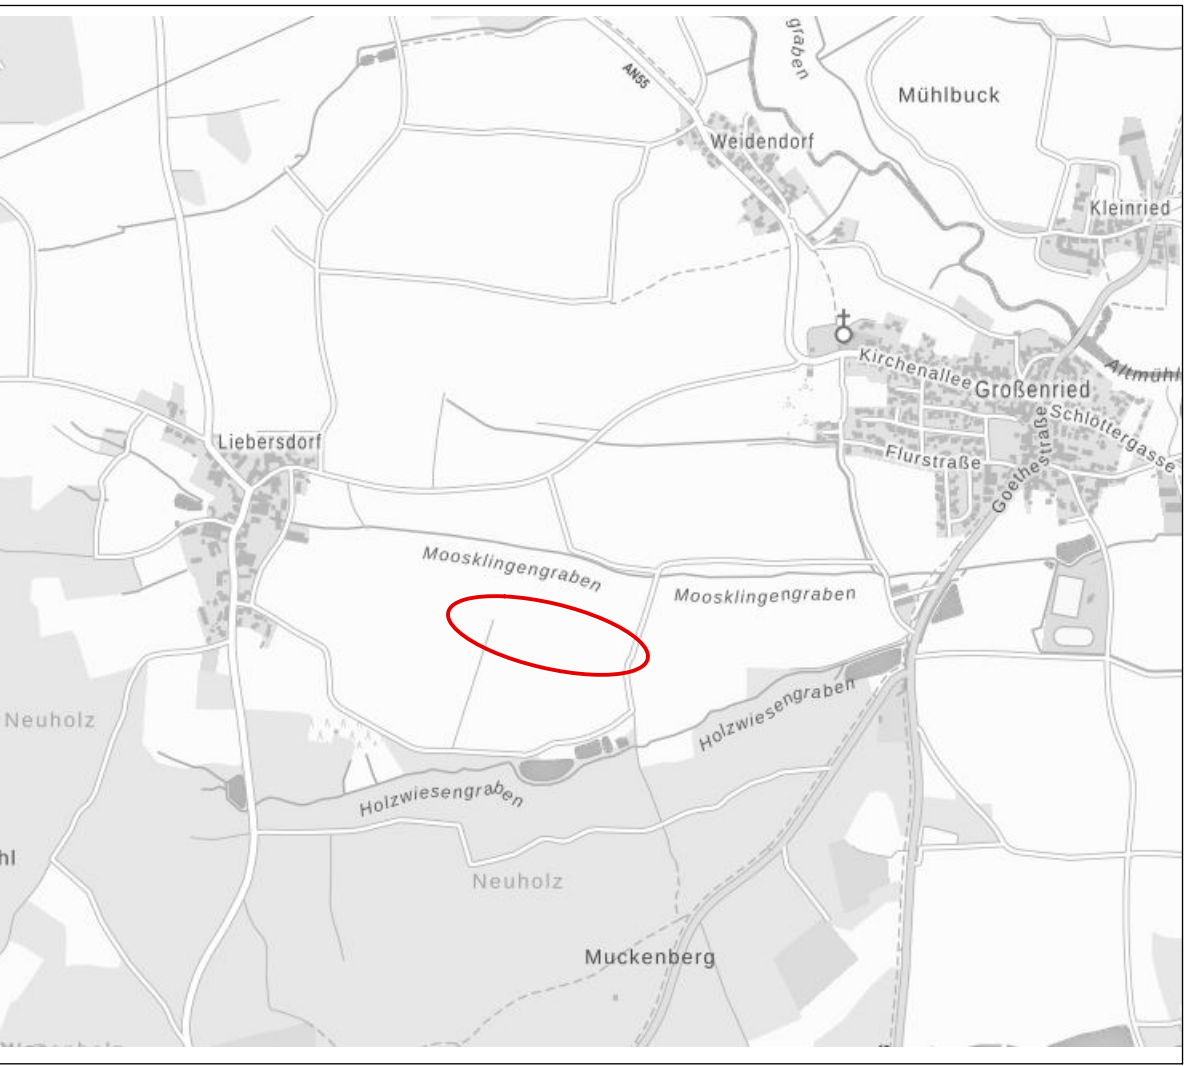 graben
AN55
Mühlbuck
Weidendorf
Kleinried
Kirchenallee
Altmühl
Großenried
Schlöttergasse
Liebersdorf
Flurstraße
Goethestraße
Moosklingengraben
Moosklingengraben
Holzwiesengraben
Neuholz
Holzwiesengraben
hl
Neuholz
Muckenberg